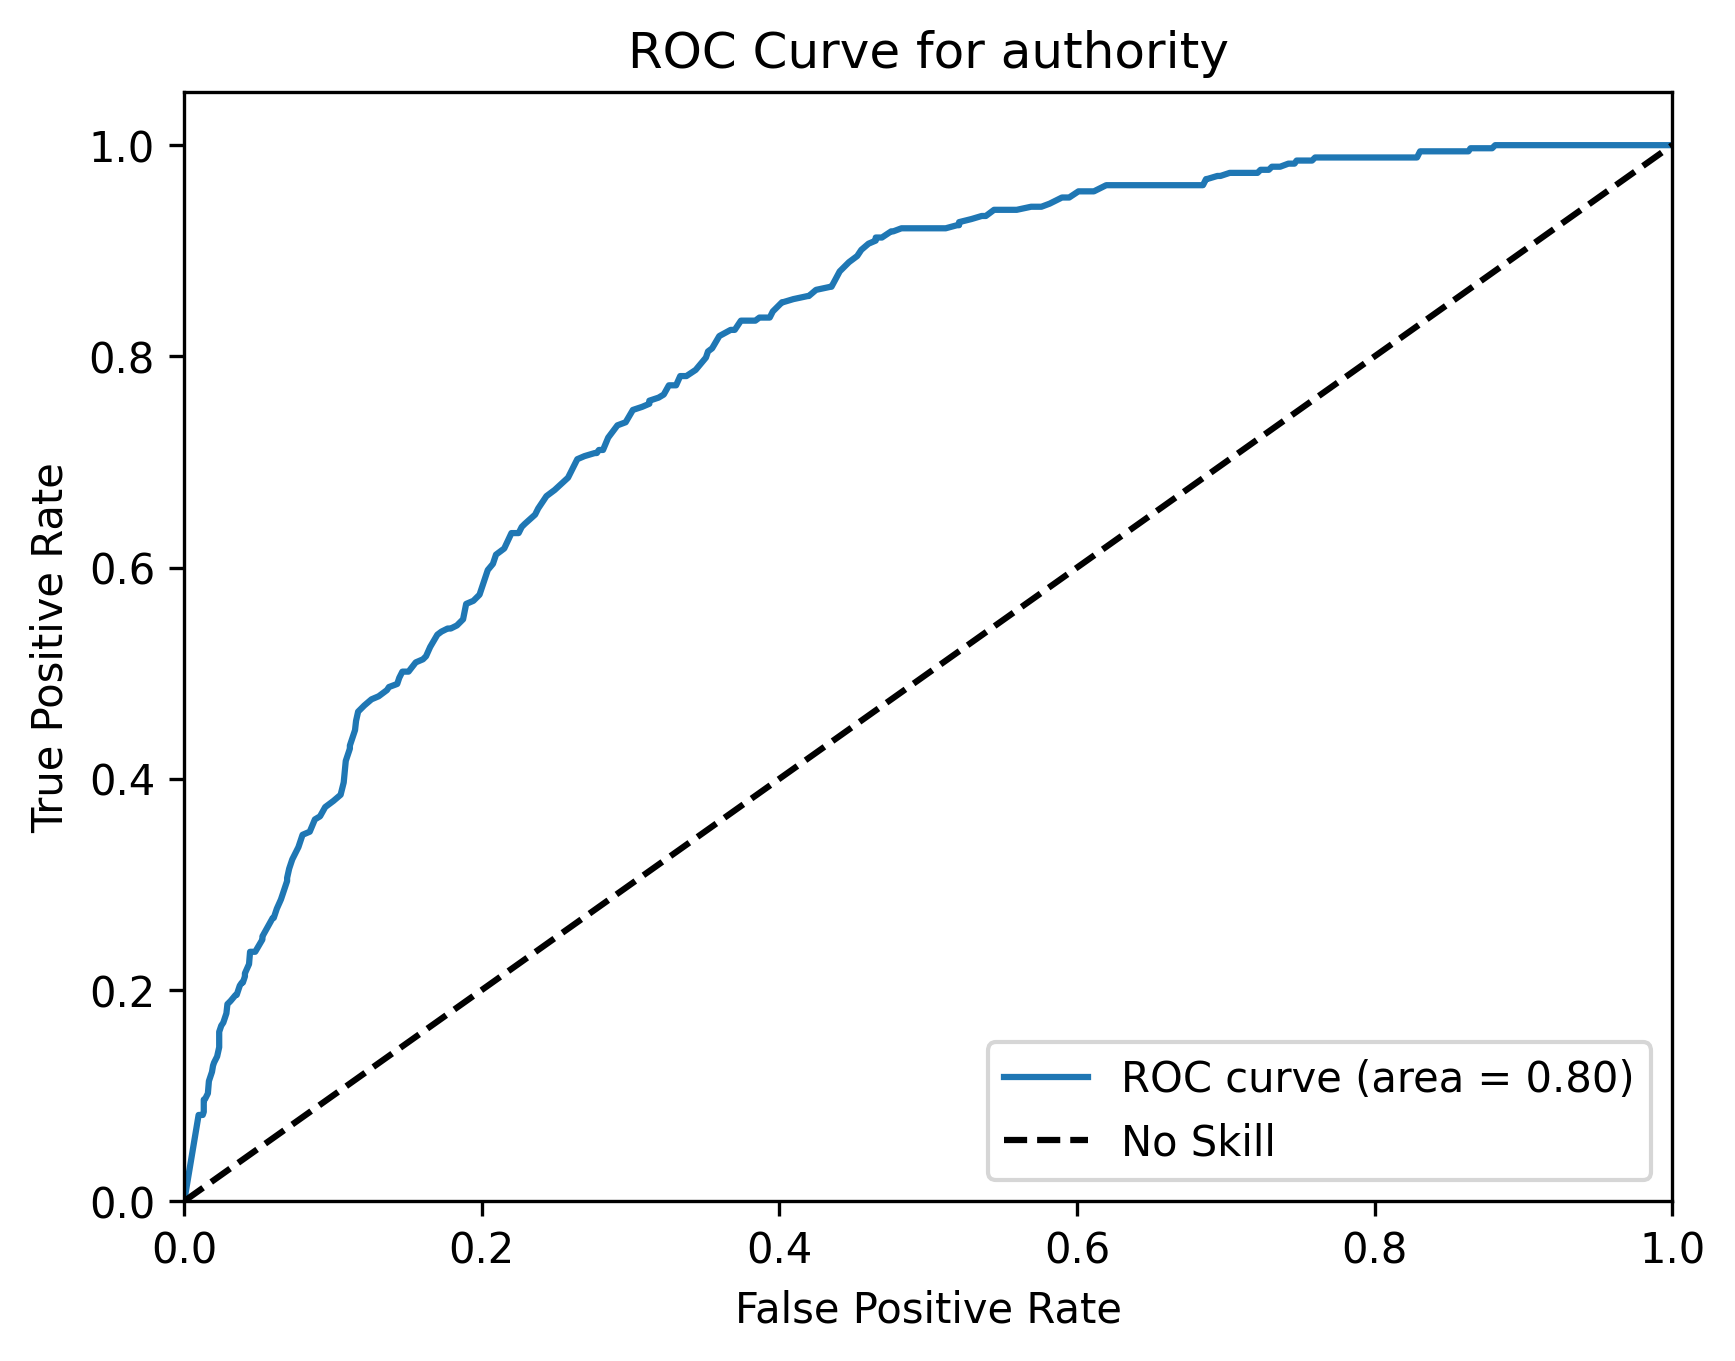 ROC Curve for authority
True Positive Rate
1.0
0.8
0.6
0.4
0.2
0.0
ROC curve (area = 0.80)
No Skill
0.0 0.2 0.4 0.6 0.8 1.0
False Positive Rate